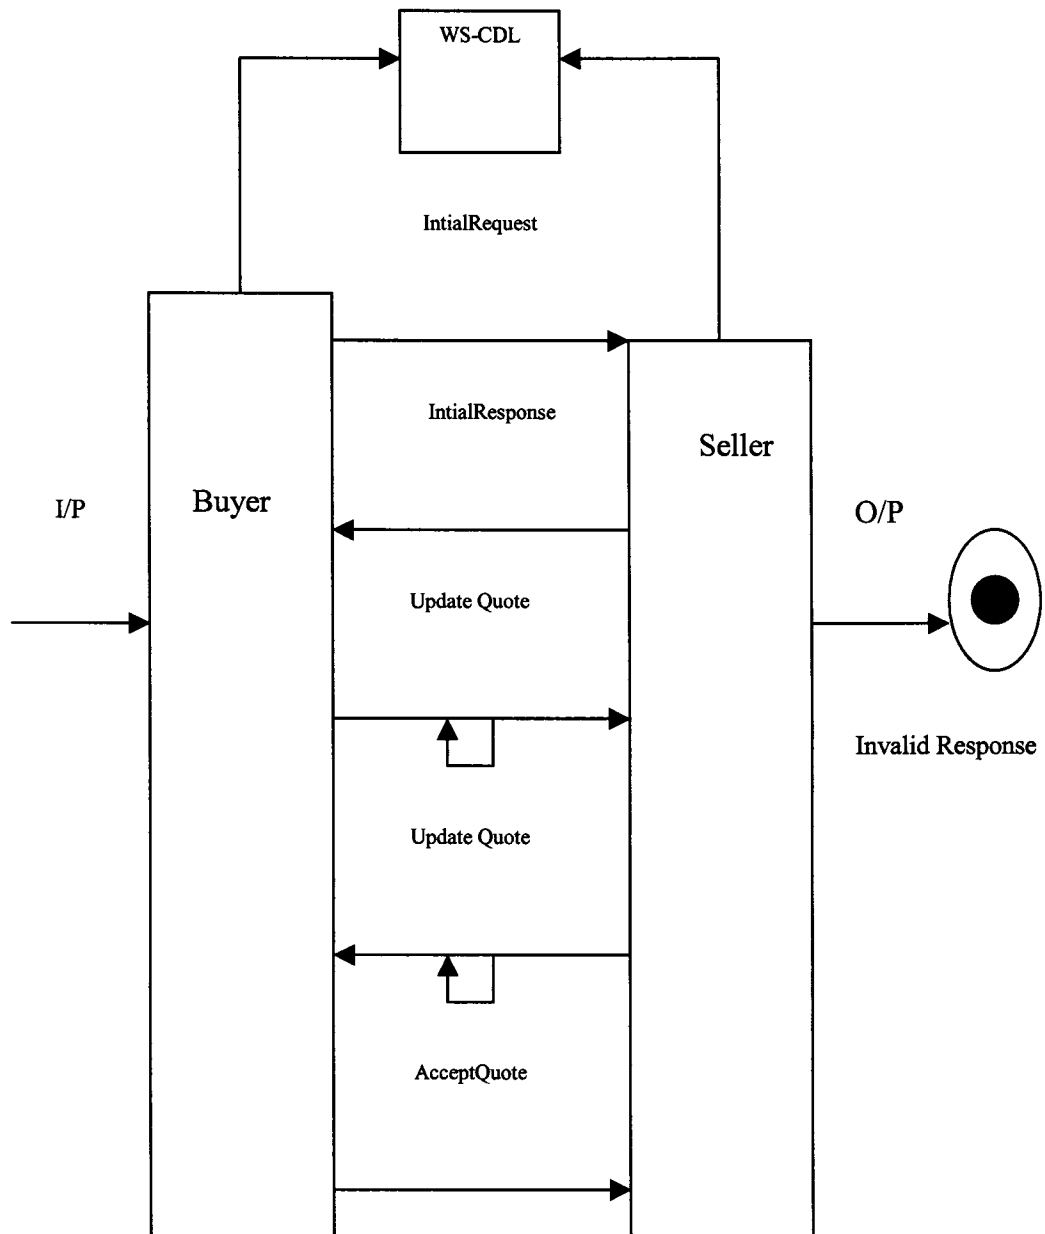 WS-CDL
IntialRequest
IntialResponse
Seller
Buyer
I/P
O/P
Update Quote
Invalid Response
Update Quote
AcceptQuote